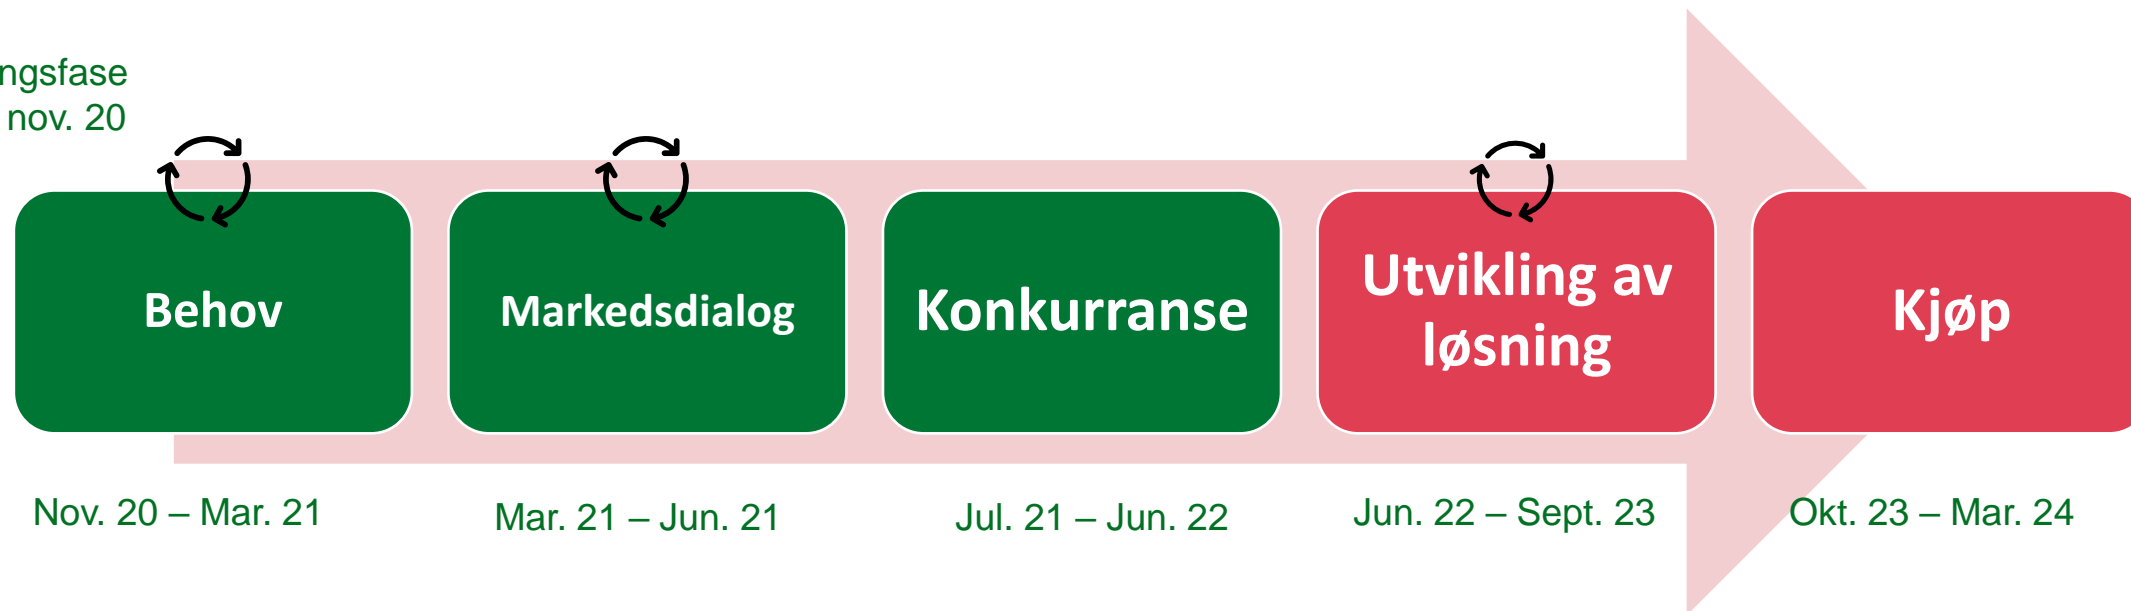 ngsfase
nov. 20
Behov
Markedsdialog
Konkurranse
Utvikling av
løsning
Kjøp
Nov. 20 – Mar. 21
Mar. 21 – Jun. 21
Jul. 21 – Jun. 22
Jun. 22 – Sept. 23
Okt. 23 – Mar. 24